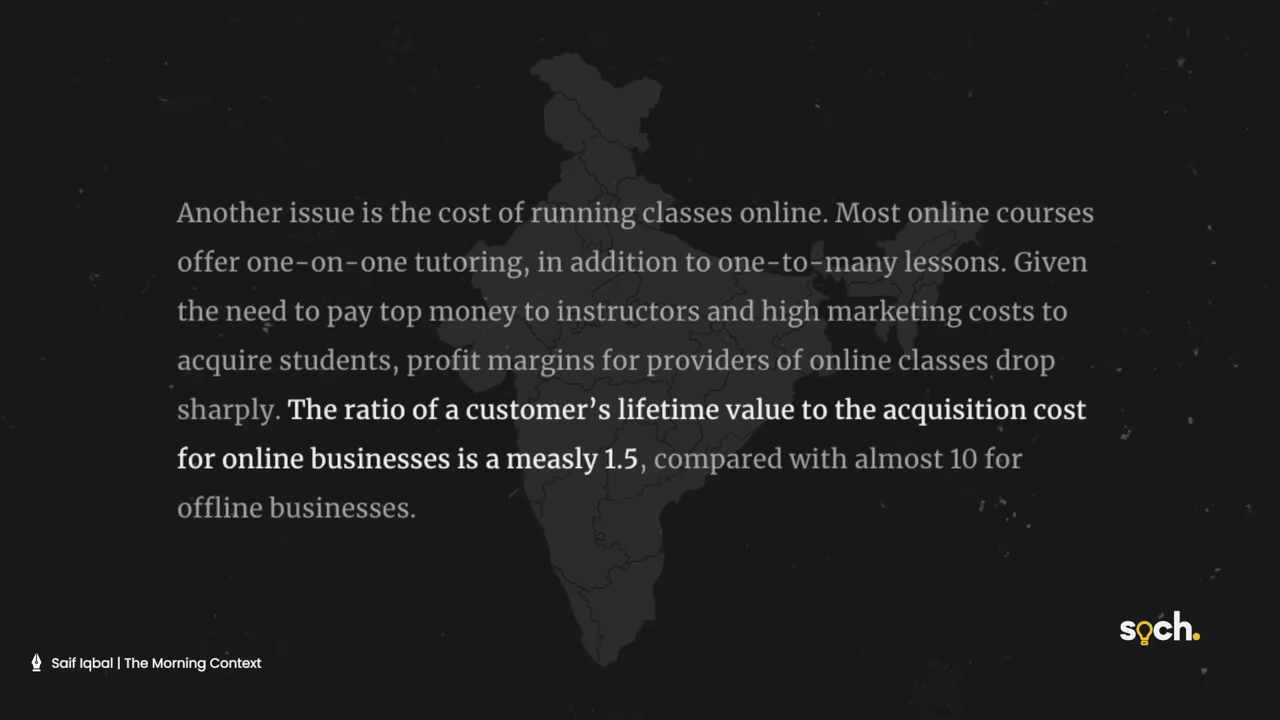 Another issue is the cost of running classes online. Most online courses
offer one-on-one tutoring, in addition to one-to-many lessons. Given
the need to pay top money to instructors and high marketing costs to
acquire students, profit margins for providers of online classes drop
sharply. The ratio of a customer’s lifetime value to the acquisition cost
for online businesses is a measly 1.5, compared with almost 10 for
offline businesses.
soch.
Saif Iqbal | The Morning Context